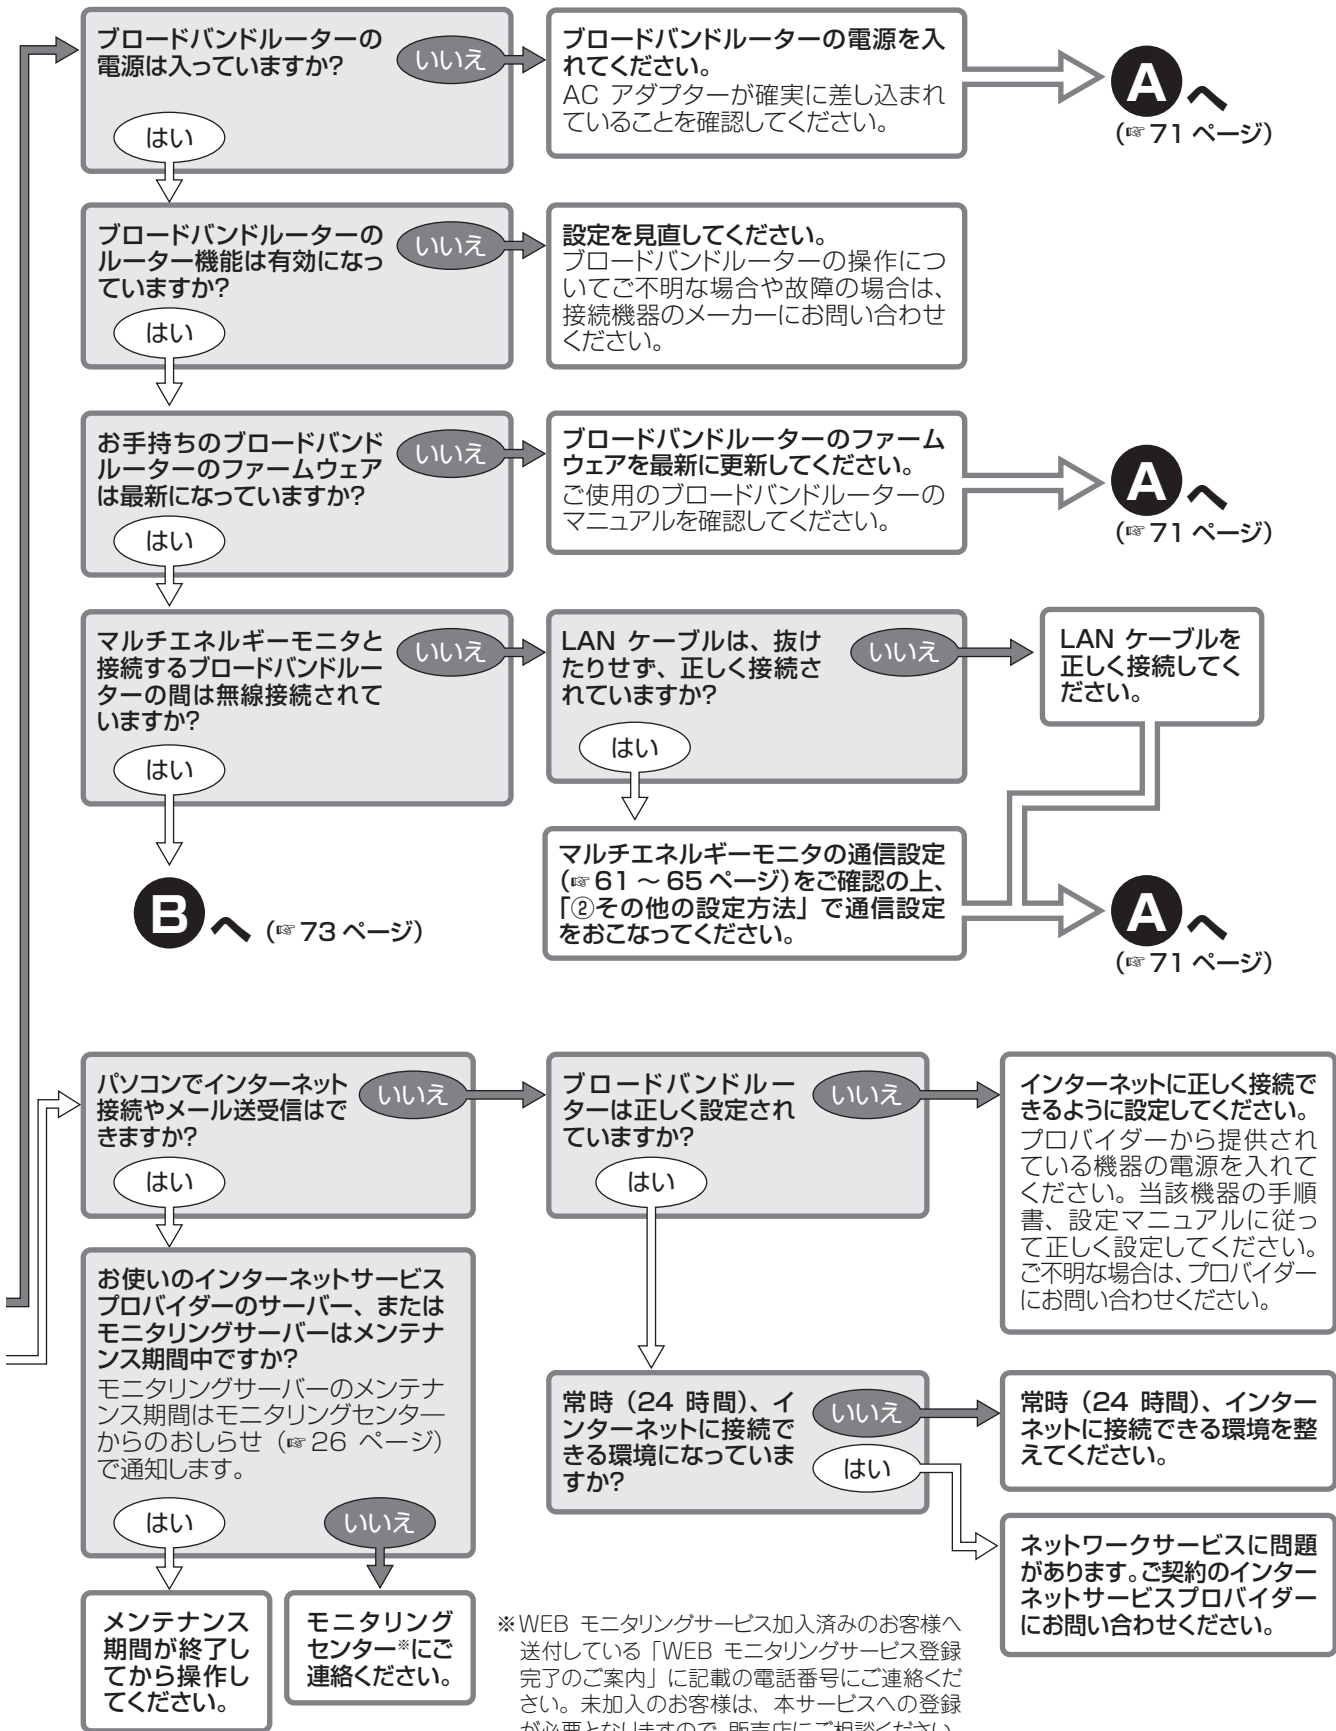 ブロードバンドルーターの
電源は入っていますか?
いいえ
はい
ブロードバンドルーターの電源を入
れてください。
AC アダプターが確実に差し込まれ
ていることを確認してください。
A へ
(☞ 71 ページ)
ブロードバンドルーターの
ルーター機能は有効になっ
ていますか?
いいえ
はい
設定を見直してください。
ブロードバンドルーターの操作につ
いてご不明な場合や故障の場合は、
接続機器のメーカーにお問い合わせ
ください。
お手持ちのブロードバンド
ルーターのファームウェア
は最新になっていますか?
いいえ
はい
ブロードバンドルーターのファーム
ウェアを最新に更新してください。
ご使用のブロードバンドルーターの
マニュアルを確認してください。
A へ
(☞ 71 ページ)
マルチエネルギーモニタと
接続するブロードバンドルー
ターの間は無線接続されて
いますか?
いいえ
はい
B へ (☞ 73 ページ)
LAN ケーブルは、抜け
たりせず、正しく接続さ
れていますか?
いいえ
はい
LAN ケーブルを
正しく接続してく
ださい。
マルチエネルギーモニタの通信設定
(☞ 61 ~ 65 ページ)をご確認の上、
「②その他の設定方法」で通信設定
をおこなってください。
A へ
(☞ 71 ページ)
パソコンでインターネット
接続やメール送受信はで
きますか?
いいえ
はい
ブロードバンドルー
ターは正しく設定され
ていますか?
いいえ
はい
インターネットに正しく接続で
きるように設定してください。
プロバイダーから提供され
ている機器の電源を入れて
ください。当該機器の手順
書、設定マニュアルに従っ
て正しく設定してください。
ご不明な場合は、プロバイダー
にお問い合わせください。
お使いのインターネットサービス
プロバイダーのサーバー、または
モニタリングサーバーはメンテナ
ンス期間中ですか?
モニタリングサーバーのメンテナ
ンス期間はモニタリングセンター
からのおしらせ (☞ 26 ページ)
で通知します。
はい
いいえ
メンテナンス
期間が終了し
てから操作し
てください。
モニタリング
センター※にご
連絡ください。
常時(24 時間)、イ
ンターネットに接続で
きる環境になっていま
すか?
いいえ
はい
常時(24 時間)、インター
ネットに接続できる環境を整
えてください。
ネットワークサービスに問題
があります。ご契約のインター
ネットサービスプロバイダー
にお問い合わせください。
※WEB モニタリングサービス加入済みのお客様へ
送付している「WEB モニタリングサービス登録
完了のご案内」に記載の電話番号にご連絡くだ
さい。未加入のお客様は、本サービスへの登録
が必要となりますので、販売店にご相談ください。